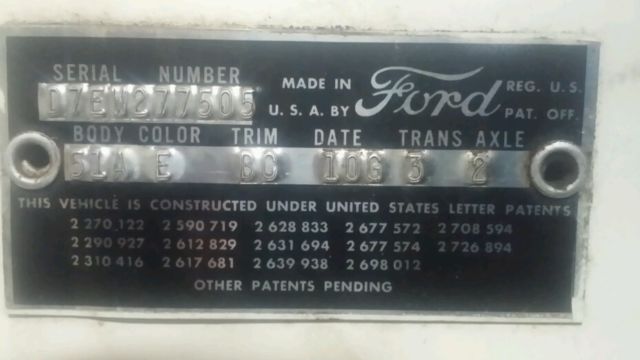 SERIAL NUMBER
D7EW277505
MADE IN
U.S.A. BY
Ford
REG. U.S.
PAT. OFF.
BODY COLOR TRIM DATE TRANS AXLE
51A E BC 10G 3 2
THIS VEHICLE IS CONSTRUCTED UNDER UNITED STATES LETTER PATENTS
2 270,122 2 590 719 2 628 833 2 677 572 2 708 594
2 290 927 2 612 829 2 631 694 2 677 574 2 726 894
2 310 416 2 617 681 2 639 938 2 698 012
OTHER PATENTS PENDING